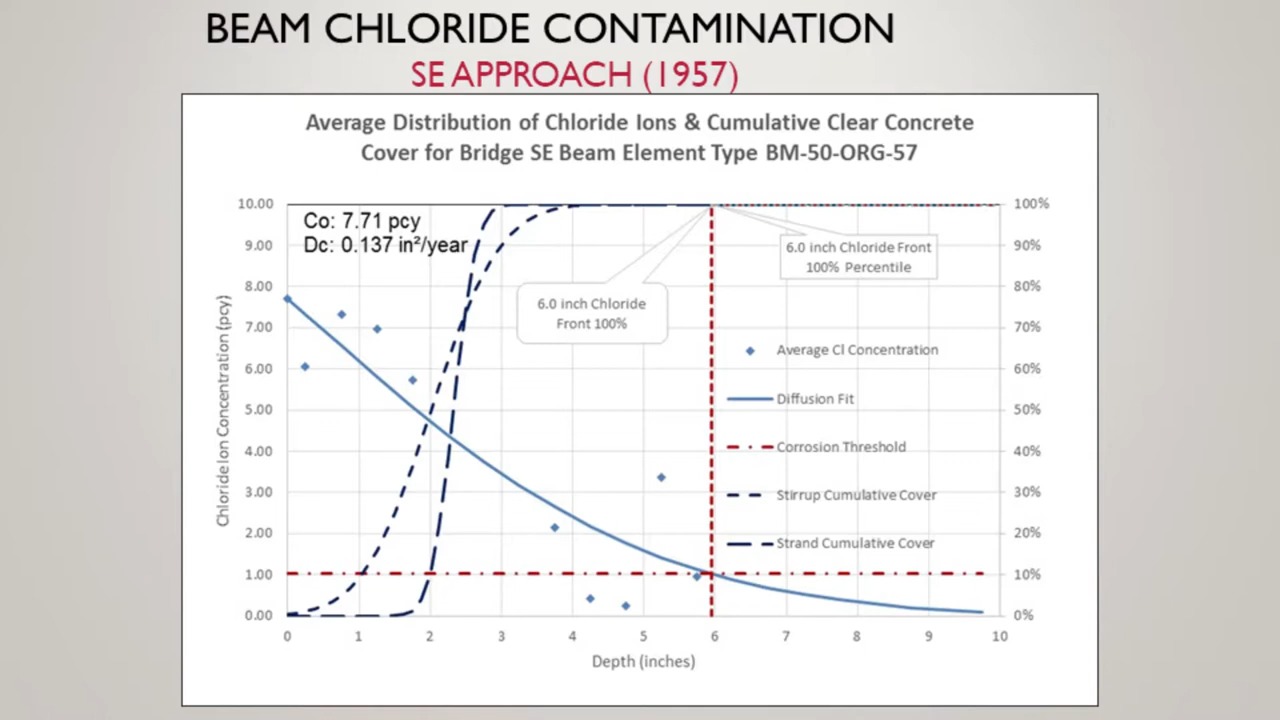 BEAM CHLORIDE CONTAMINATION
SE APPROACH (1957)
Average Distribution of Chloride Ions & Cumulative Clear Concrete
Cover for Bridge SE Beam Element Type BM-50-ORG-57
Co: 7.71 pcy
Dc: 0.137 in²/year
10.00
9.00
8.00
7.00
6.00
5.00
4.00
3.00
2.00
1.00
0.00
Chloride Ion Concentration (pcy)
6.0 inch Chloride
Front 100%
6.0 inch Chloride Front
100% Percentile
Average Cl Concentration
Diffusion Fit
Corrosion Threshold
Stirrup Cumulative Cover
Strand Cumulative Cover
100%
90%
80%
70%
60%
50%
40%
30%
20%
10%
0%
0 1 2 3 4 5 6 7 8 9 10
Depth (inches)